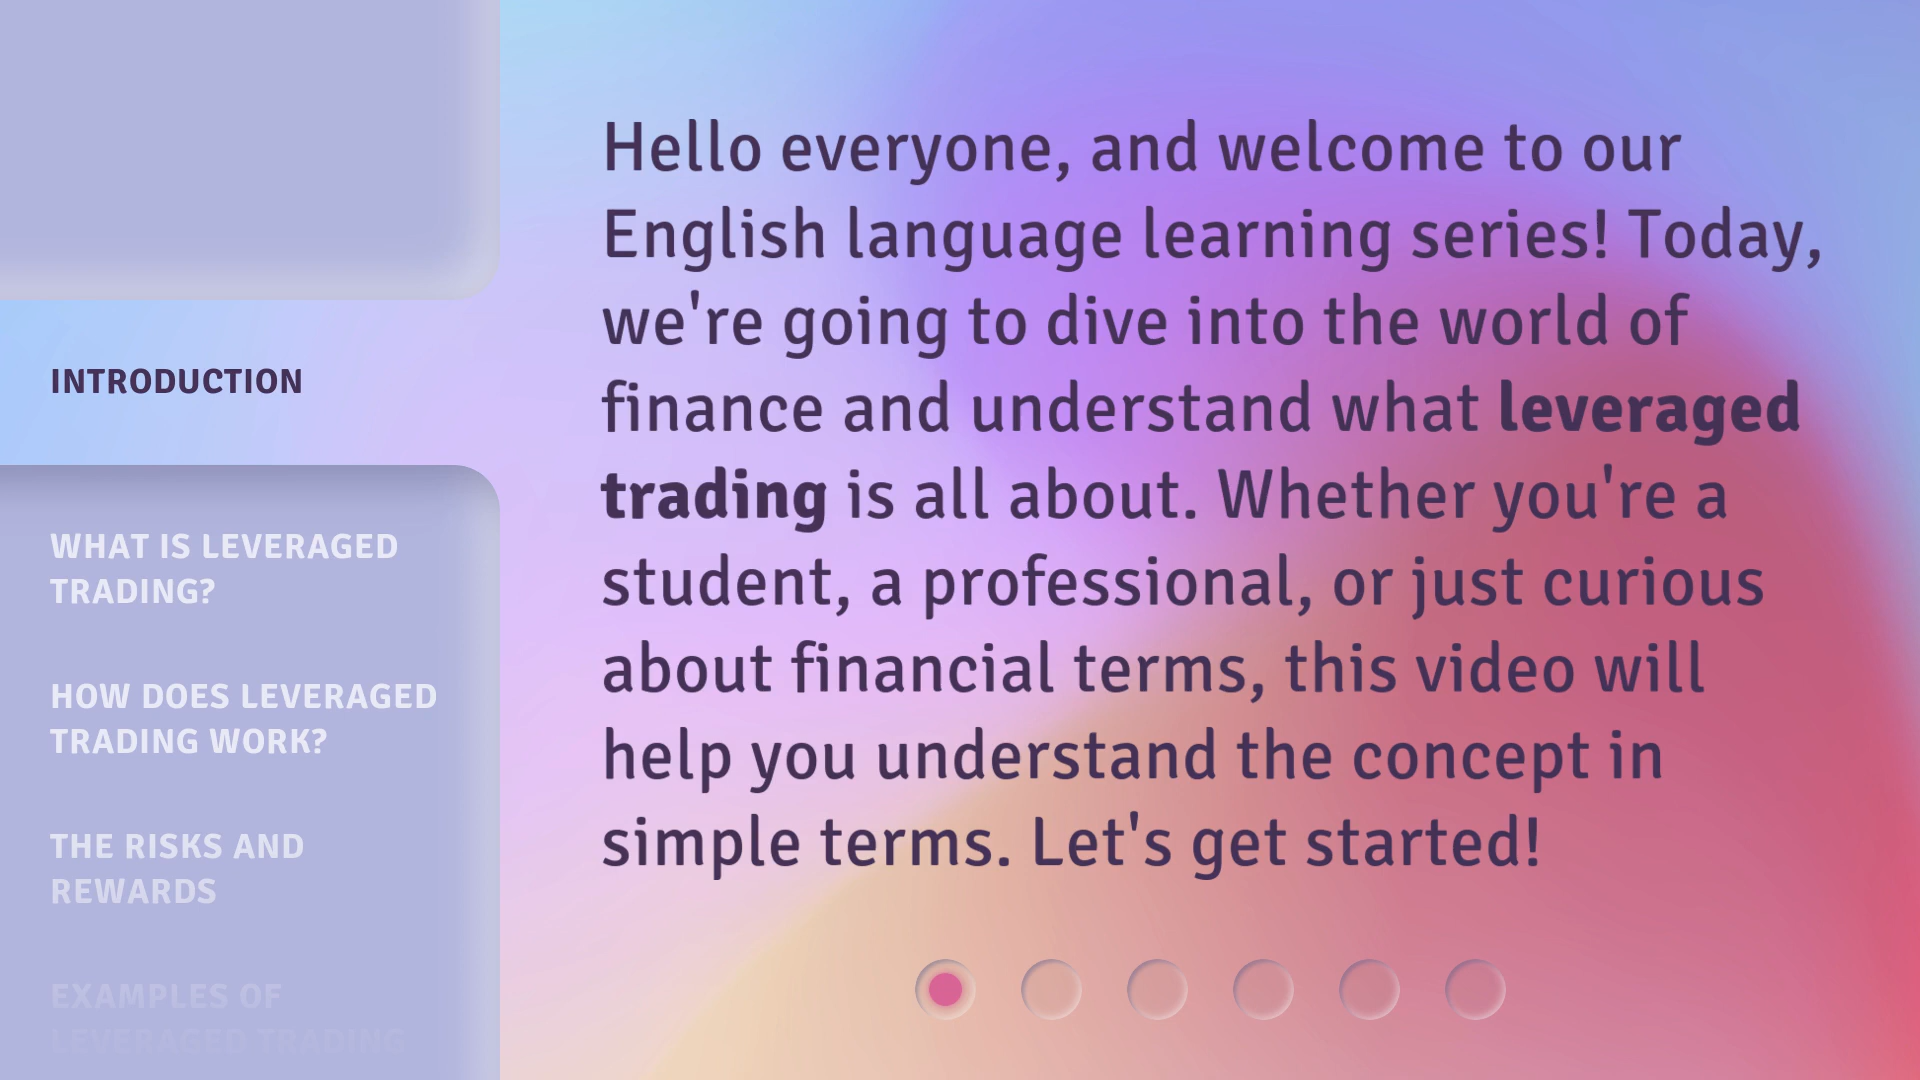 INTRODUCTION
WHAT IS LEVERAGED
TRADING?
HOW DOES LEVERAGED
TRADING WORK?
THE RISKS AND
REWARDS
EXAMPLES OF
LEVERAGED TRADING
Hello everyone, and welcome to our
English language learning series! Today,
we're going to dive into the world of
finance and understand what leveraged
trading is all about. Whether you're a
student, a professional, or just curious
about financial terms, this video will
help you understand the concept in
simple terms. Let's get started!